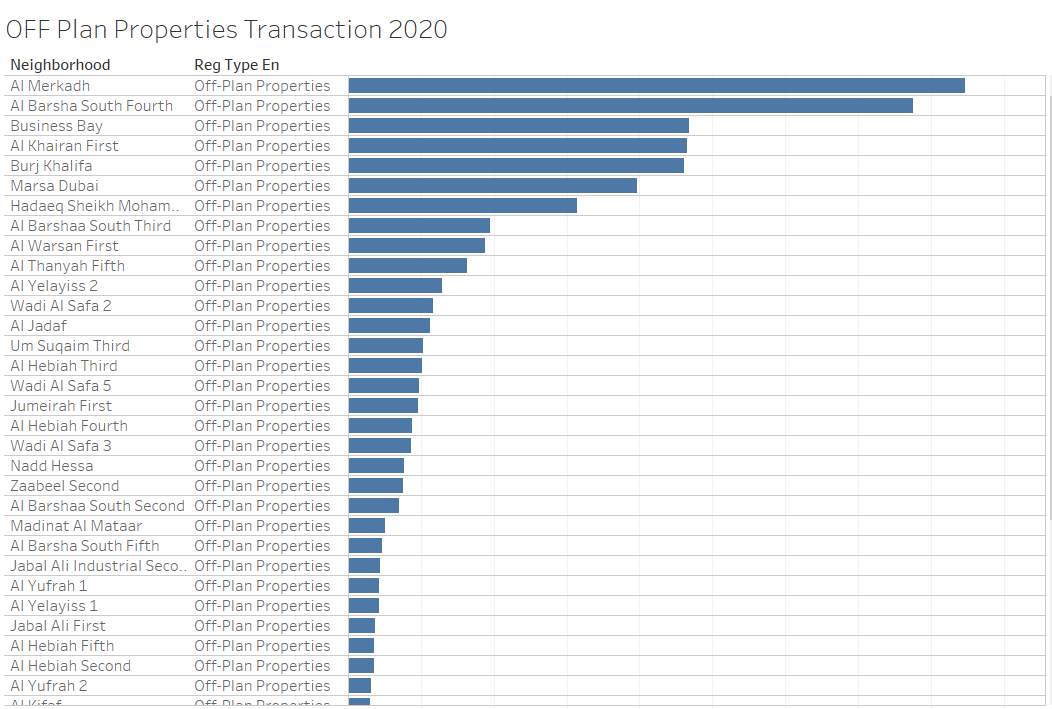 OFF Plan Properties Transaction 2020
Neighborhood Reg Type En
Al Merkadh Off-Plan Properties
Al Barsha South Fourth Off-Plan Properties
Business Bay Off-Plan Properties
Al Khairan First Off-Plan Properties
Burj Khalifa Off-Plan Properties
Marsa Dubai Off-Plan Properties
Hadaeq Sheikh Moham.. Off-Plan Properties
Al Barshaa South Third Off-Plan Properties
Al Warsan First Off-Plan Properties
Al Thanyah Fifth Off-Plan Properties
Al Yelayiss 2 Off-Plan Properties
Wadi Al Safa 2 Off-Plan Properties
Al Jadaf Off-Plan Properties
Um Suqaim Third Off-Plan Properties
Al Hebiah Third Off-Plan Properties
Wadi Al Safa 5 Off-Plan Properties
Jumeirah First Off-Plan Properties
Al Hebiah Fourth Off-Plan Properties
Wadi Al Safa 3 Off-Plan Properties
Nadd Hessa Off-Plan Properties
Zaabeel Second Off-Plan Properties
Al Barshaa South Second Off-Plan Properties
Madinat Al Mataar Off-Plan Properties
Al Barsha South Fifth Off-Plan Properties
Jabal Ali Industrial Seco.. Off-Plan Properties
Al Yufrah 1 Off-Plan Properties
Al Yelayiss 1 Off-Plan Properties
Jabal Ali First Off-Plan Properties
Al Hebiah Fifth Off-Plan Properties
Al Hebiah Second Off-Plan Properties
Al Yufrah 2 Off-Plan Properties
Al Kifaf Off-Plan Properties